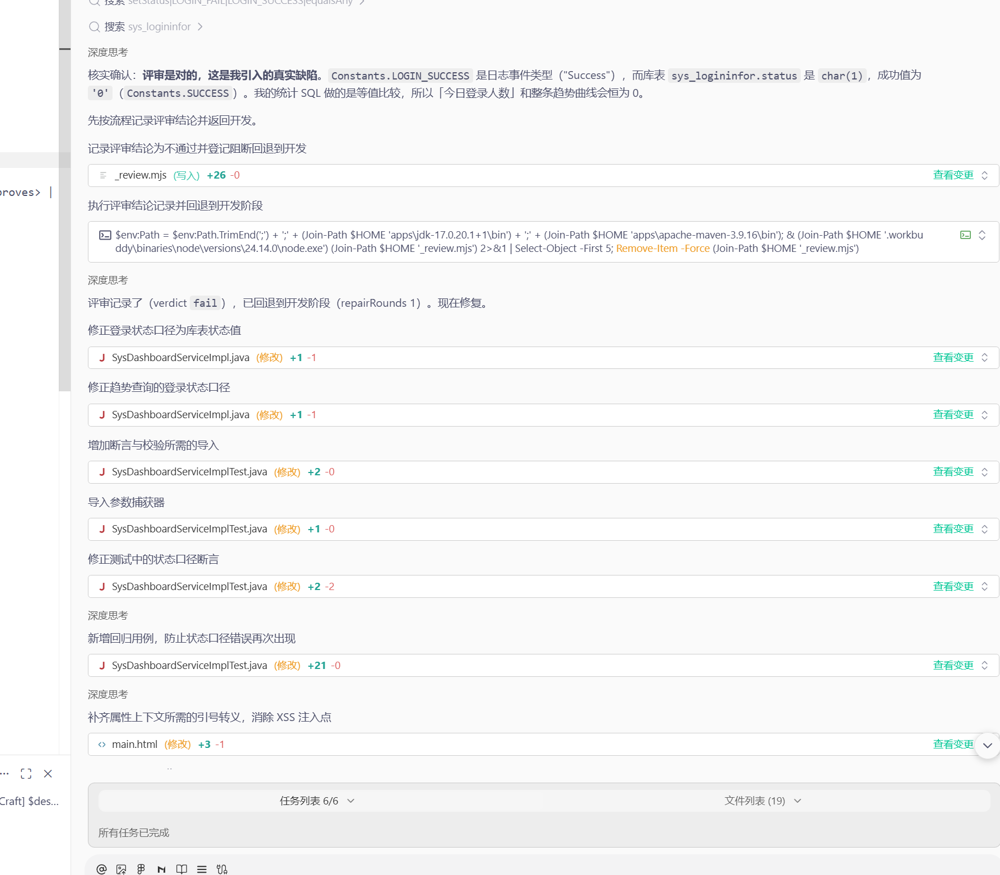 搜索 setStatus|LOGIN_FAIL|LOGIN_SUCCESS|equalsAny
搜索 sys_logininfor
深度思考
核实确认：评审是对的，这是我引入的真实缺陷。Constants.LOGIN_SUCCESS 是日志事件类型（"Success"），而库表 sys_logininfor.status 是 char(1)，成功值为
'0'（Constants.SUCCESS）。我的统计 SQL 做的是等值比较，所以「今日登录人数」和整条趋势曲线会恒为 0。
先按流程记录评审结论并返回开发。
记录评审结论为不通过并登记阻断回退到开发
_review.mjs (写入) +26 -0 查看变更
proves> |
执行评审结论记录并回退到开发阶段
$env:Path = $env:Path.TrimEnd(';') + ';' + (Join-Path $HOME 'apps\jdk-17.0.20.1+1\bin') + ';' + (Join-Path $HOME 'apps\apache-maven-3.9.16\bin'); & (Join-Path $HOME '.workbu
ddy\binaries\node\versions\24.14.0\node.exe') (Join-Path $HOME '_review.mjs') 2>&1 | Select-Object -First 5; Remove-Item -Force (Join-Path $HOME '_review.mjs')
深度思考
评审记录了（verdict fail），已回退到开发阶段（repairRounds 1）。现在修复。
修正登录状态口径为库表状态值
SysDashboardServiceImpl.java (修改) +1 -1 查看变更
修正趋势查询的登录状态口径
SysDashboardServiceImpl.java (修改) +1 -1 查看变更
增加断言与校验所需的导入
SysDashboardServiceImplTest.java (修改) +2 -0 查看变更
导入参数捕获器
SysDashboardServiceImplTest.java (修改) +1 -0 查看变更
修正测试中的状态口径断言
SysDashboardServiceImplTest.java (修改) +2 -2 查看变更
深度思考
新增回归用例，防止状态口径错误再次出现
SysDashboardServiceImplTest.java (修改) +21 -0 查看变更
深度思考
补齐属性上下文所需的引号转义，消除 XSS 注入点
main.html (修改) +3 -1 查看变更
Craft] $des...
任务列表 6/6 文件列表 (19)
所有任务已完成